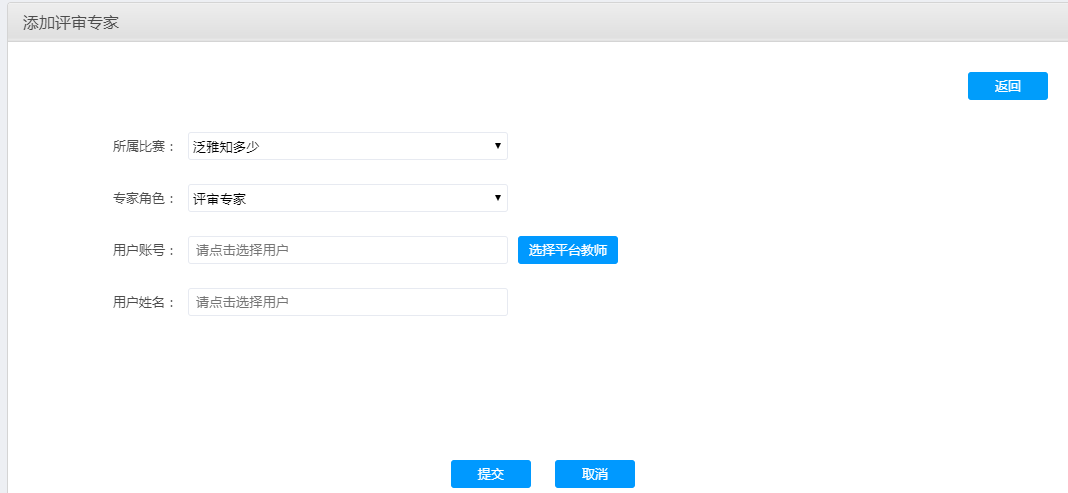 添加评审专家
返回
所属比赛： 泛雅知多少
专家角色： 评审专家
用户账号： 请点击选择用户 选择平台教师
用户姓名： 请点击选择用户
提交 取消